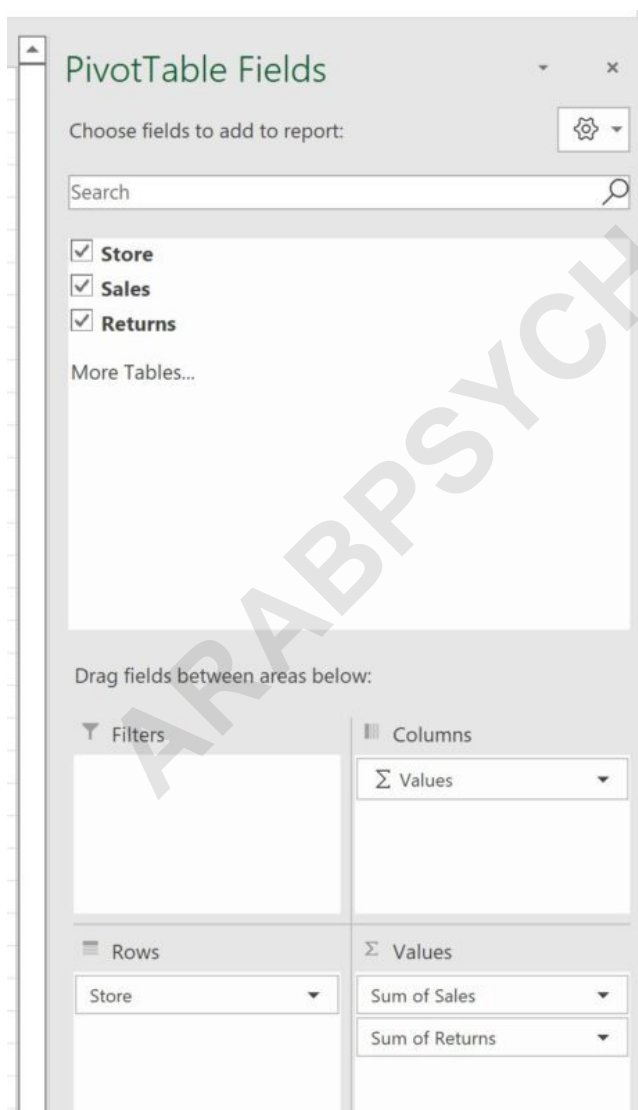 PivotTable Fields
Choose fields to add to report:
Search
Store
Sales
Returns
More Tables...
Drag fields between areas below:
Filters
Columns
Σ Values
Rows
Σ Values
Store
Sum of Sales
Sum of Returns
ARABPSYCH